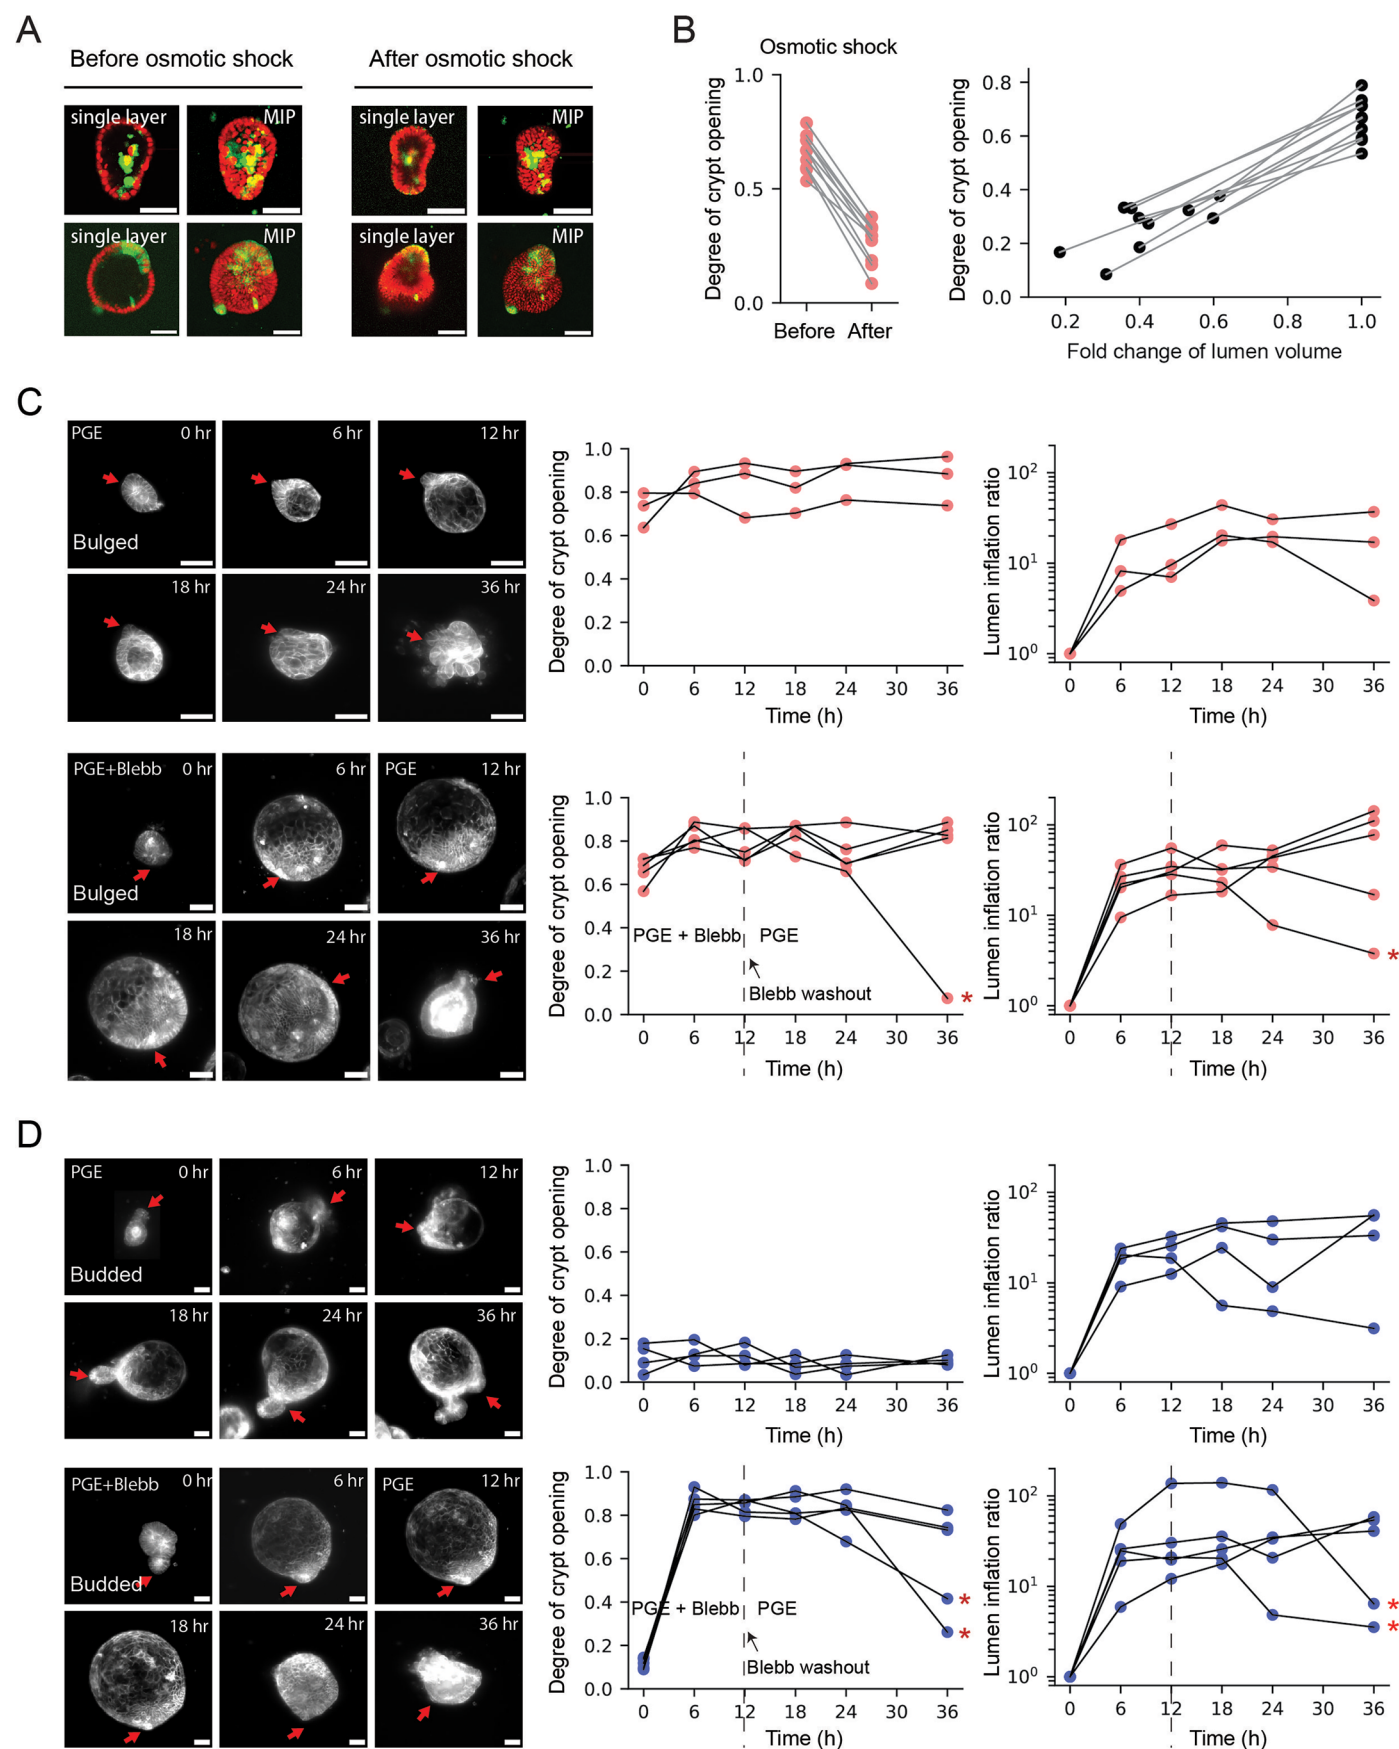 A
Before osmotic shock
After osmotic shock
single layer
MIP
single layer
MIP
single layer
MIP
single layer
MIP
B
Osmotic shock
Degree of crypt opening
1.0
0.5
0.0
Before
After
Degree of crypt opening
0.8
0.6
0.4
0.2
0.0
0.2 0.4 0.6 0.8 1.0
Fold change of lumen volume
C
PGE
0 hr
Bulged
6 hr
12 hr
18 hr
24 hr
36 hr
Degree of crypt opening
1.0
0.8
0.6
0.4
0.2
0.0
0 6 12 18 24 30 36
Time (h)
Lumen inflation ratio
10²
10¹
10⁰
0 6 12 18 24 30 36
Time (h)
PGE+Blebb
0 hr
Bulged
6 hr
PGE
12 hr
18 hr
24 hr
36 hr
Degree of crypt opening
1.0
0.8
0.6
0.4
0.2
0.0
PGE + Blebb
PGE
Blebb washout
*
0 6 12 18 24 30 36
Time (h)
Lumen inflation ratio
10²
10¹
10⁰
*
0 6 12 18 24 30 36
Time (h)
D
PGE
0 hr
Budded
6 hr
12 hr
18 hr
24 hr
36 hr
Degree of crypt opening
1.0
0.8
0.6
0.4
0.2
0.0
0 6 12 18 24 30 36
Time (h)
Lumen inflation ratio
10²
10¹
10⁰
0 6 12 18 24 30 36
Time (h)
PGE+Blebb
0 hr
Budded
6 hr
PGE
12 hr
18 hr
24 hr
36 hr
Degree of crypt opening
1.0
0.8
0.6
0.4
0.2
0.0
PGE + Blebb
PGE
Blebb washout
*
*
0 6 12 18 24 30 36
Time (h)
Lumen inflation ratio
10²
10¹
10⁰
*
*
0 6 12 18 24 30 36
Time (h)